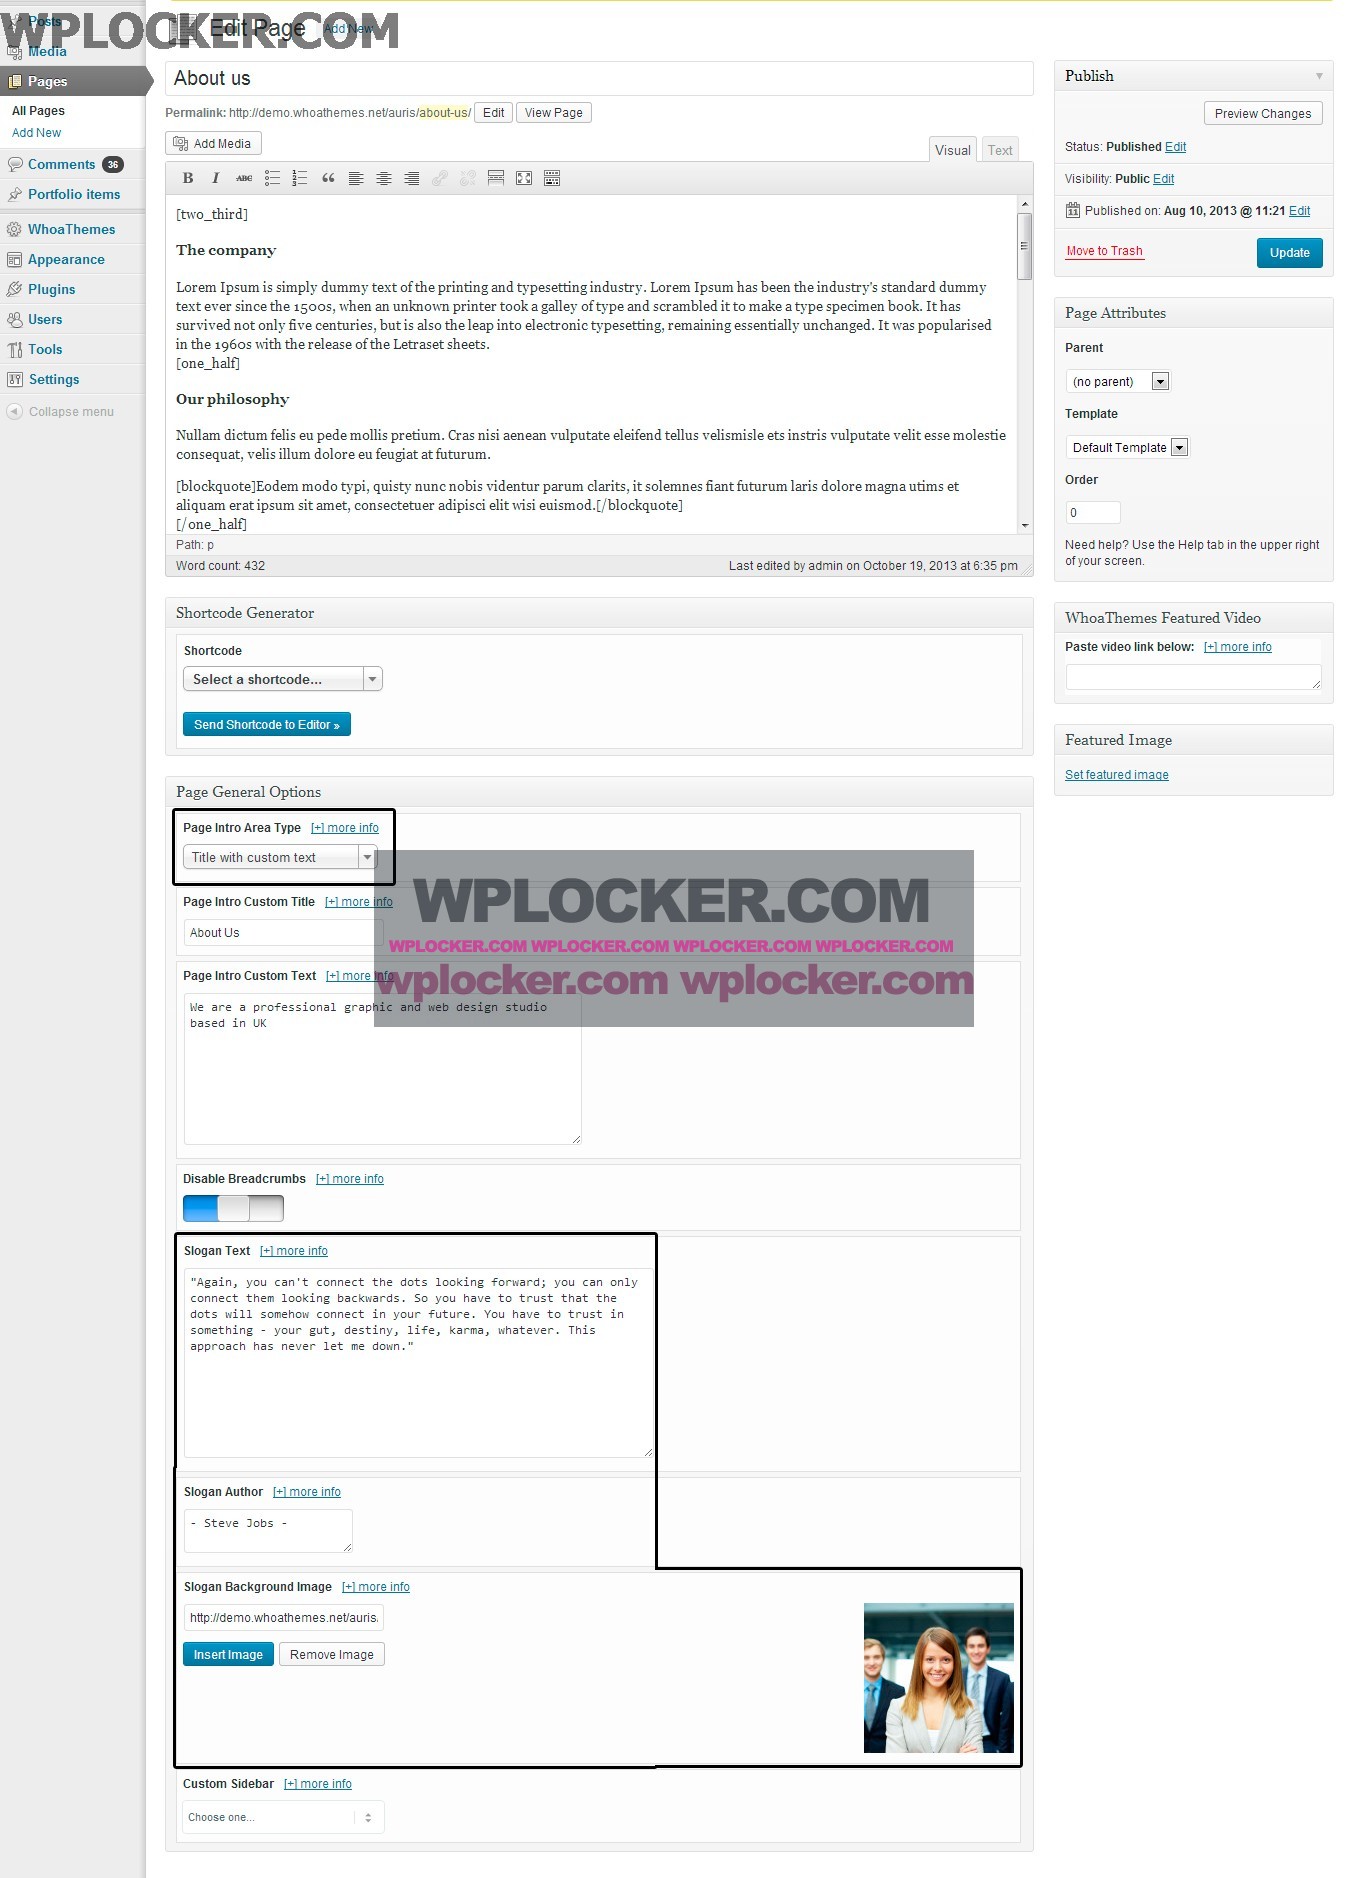 WPLOCKER.COM
Posts
Media
Pages
All Pages
Add New
Comments 36
Portfolio items
WhoaThemes
Appearance
Plugins
Users
Tools
Settings
Collapse menu
Edit Page Add New
About us
Permalink: http://demo.whoathemes.net/auris/about-us/ Edit View Page
Add Media
Visual Text
B I ABC
[two_third]
The company
Lorem Ipsum is simply dummy text of the printing and typesetting industry. Lorem Ipsum has been the industry's standard dummy
text ever since the 1500s, when an unknown printer took a galley of type and scrambled it to make a type specimen book. It has
survived not only five centuries, but is also the leap into electronic typesetting, remaining essentially unchanged. It was popularised
in the 1960s with the release of the Letraset sheets.
[one_half]
Our philosophy
Nullam dictum felis eu pede mollis pretium. Cras nisi aenean vulputate eleifend tellus velismisle ets instris vulputate velit esse molestie
consequat, velis illum dolore eu feugiat at futurum.
[blockquote]Eodem modo typi, quisty nunc nobis videntur parum clarits, it solemnes fiant futurum laris dolore magna utims et
aliquam erat ipsum sit amet, consectetuer adipisci elit wisi euismod.[/blockquote]
[/one_half]
Path: p
Word count: 432 Last edited by admin on October 19, 2013 at 6:35 pm
Shortcode Generator
Shortcode
Select a shortcode...
Send Shortcode to Editor »
Page General Options
Page Intro Area Type [+] more info
Title with custom text
Page Intro Custom Title [+] more info
About Us
Page Intro Custom Text [+] more info
We are a professional graphic and web design studio
based in UK
WPLOCKER.COM
WPLOCKER.COM WPLOCKER.COM WPLOCKER.COM WPLOCKER.COM
wplocker.com wplocker.com
Disable Breadcrumbs [+] more info
Slogan Text [+] more info
"Again, you can't connect the dots looking forward; you can only
connect them looking backwards. So you have to trust that the
dots will somehow connect in your future. You have to trust in
something - your gut, destiny, life, karma, whatever. This
approach has never let me down."
Slogan Author [+] more info
- Steve Jobs -
Slogan Background Image [+] more info
http://demo.whoathemes.net/auris.
Insert Image Remove Image
Custom Sidebar [+] more info
Choose one...
Publish
Preview Changes
Status: Published Edit
Visibility: Public Edit
Published on: Aug 10, 2013 @ 11:21 Edit
Move to Trash Update
Page Attributes
Parent
(no parent)
Template
Default Template
Order
0
Need help? Use the Help tab in the upper right
of your screen.
WhoaThemes Featured Video
Paste video link below: [+] more info
Featured Image
Set featured image